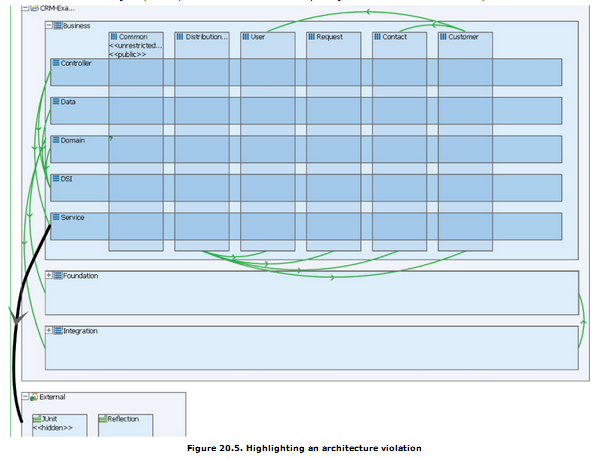 CRM-Exa...
Business
Common
<<unrestricted...
<<public>>
Distribution...
User
Request
Contact
Customer
Controller
Data
Domain
DSI
Service
Foundation
Integration
External
JUnit
<<hidden>>
Reflection
Figure 20.5. Highlighting an architecture violation